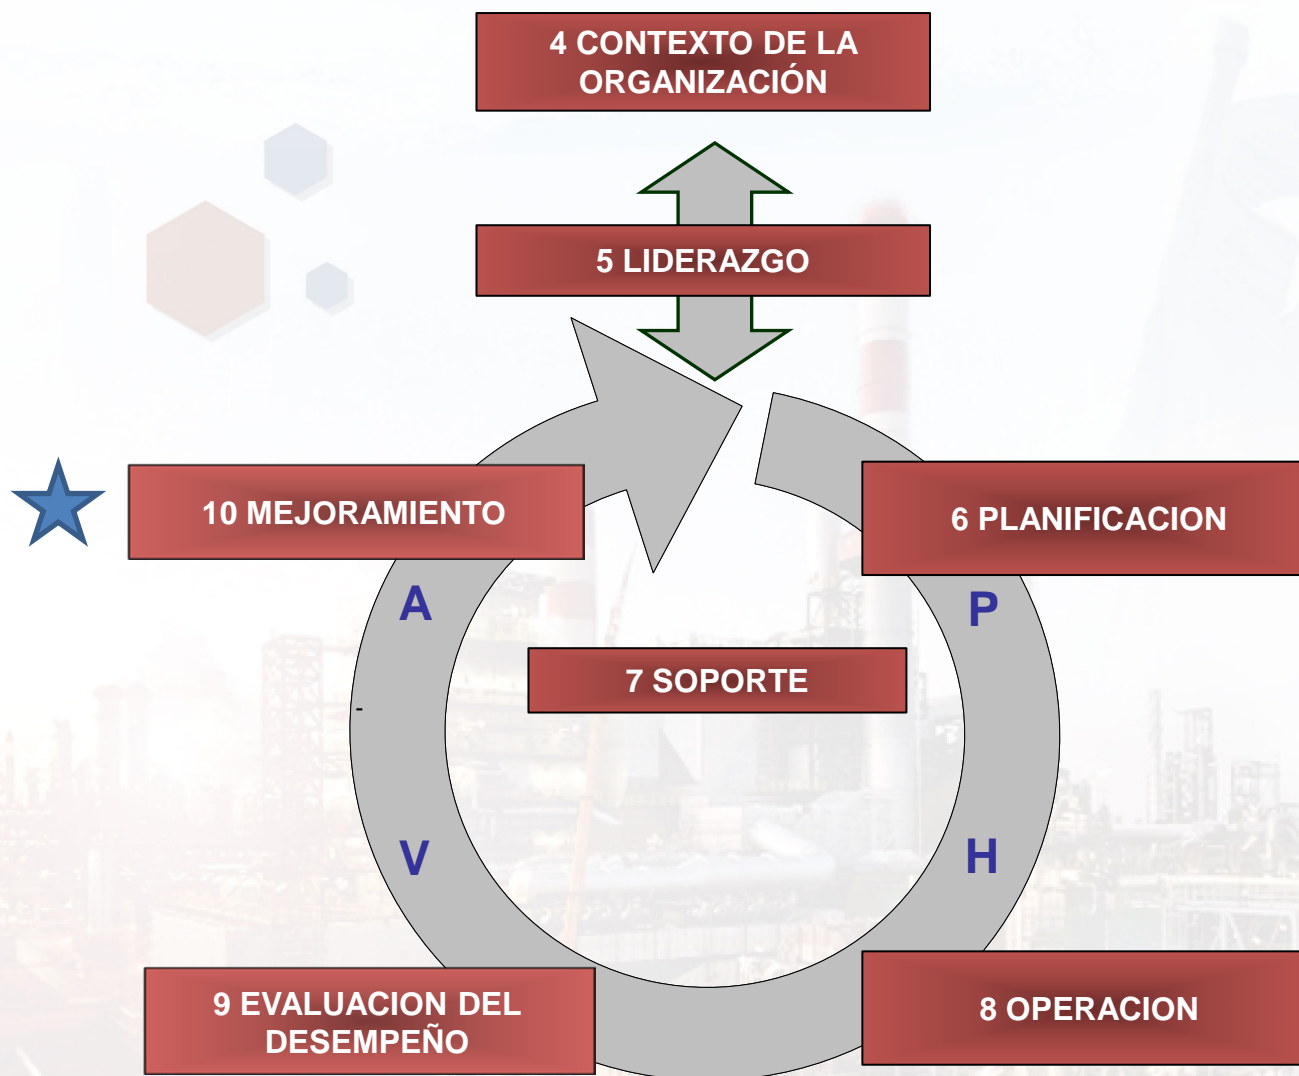 4 CONTEXTO DE LA
ORGANIZACIÓN
5 LIDERAZGO
10 MEJORAMIENTO
6 PLANIFICACION
A
P
7 SOPORTE
-
V
H
9 EVALUACION DEL
DESEMPEÑO
8 OPERACION